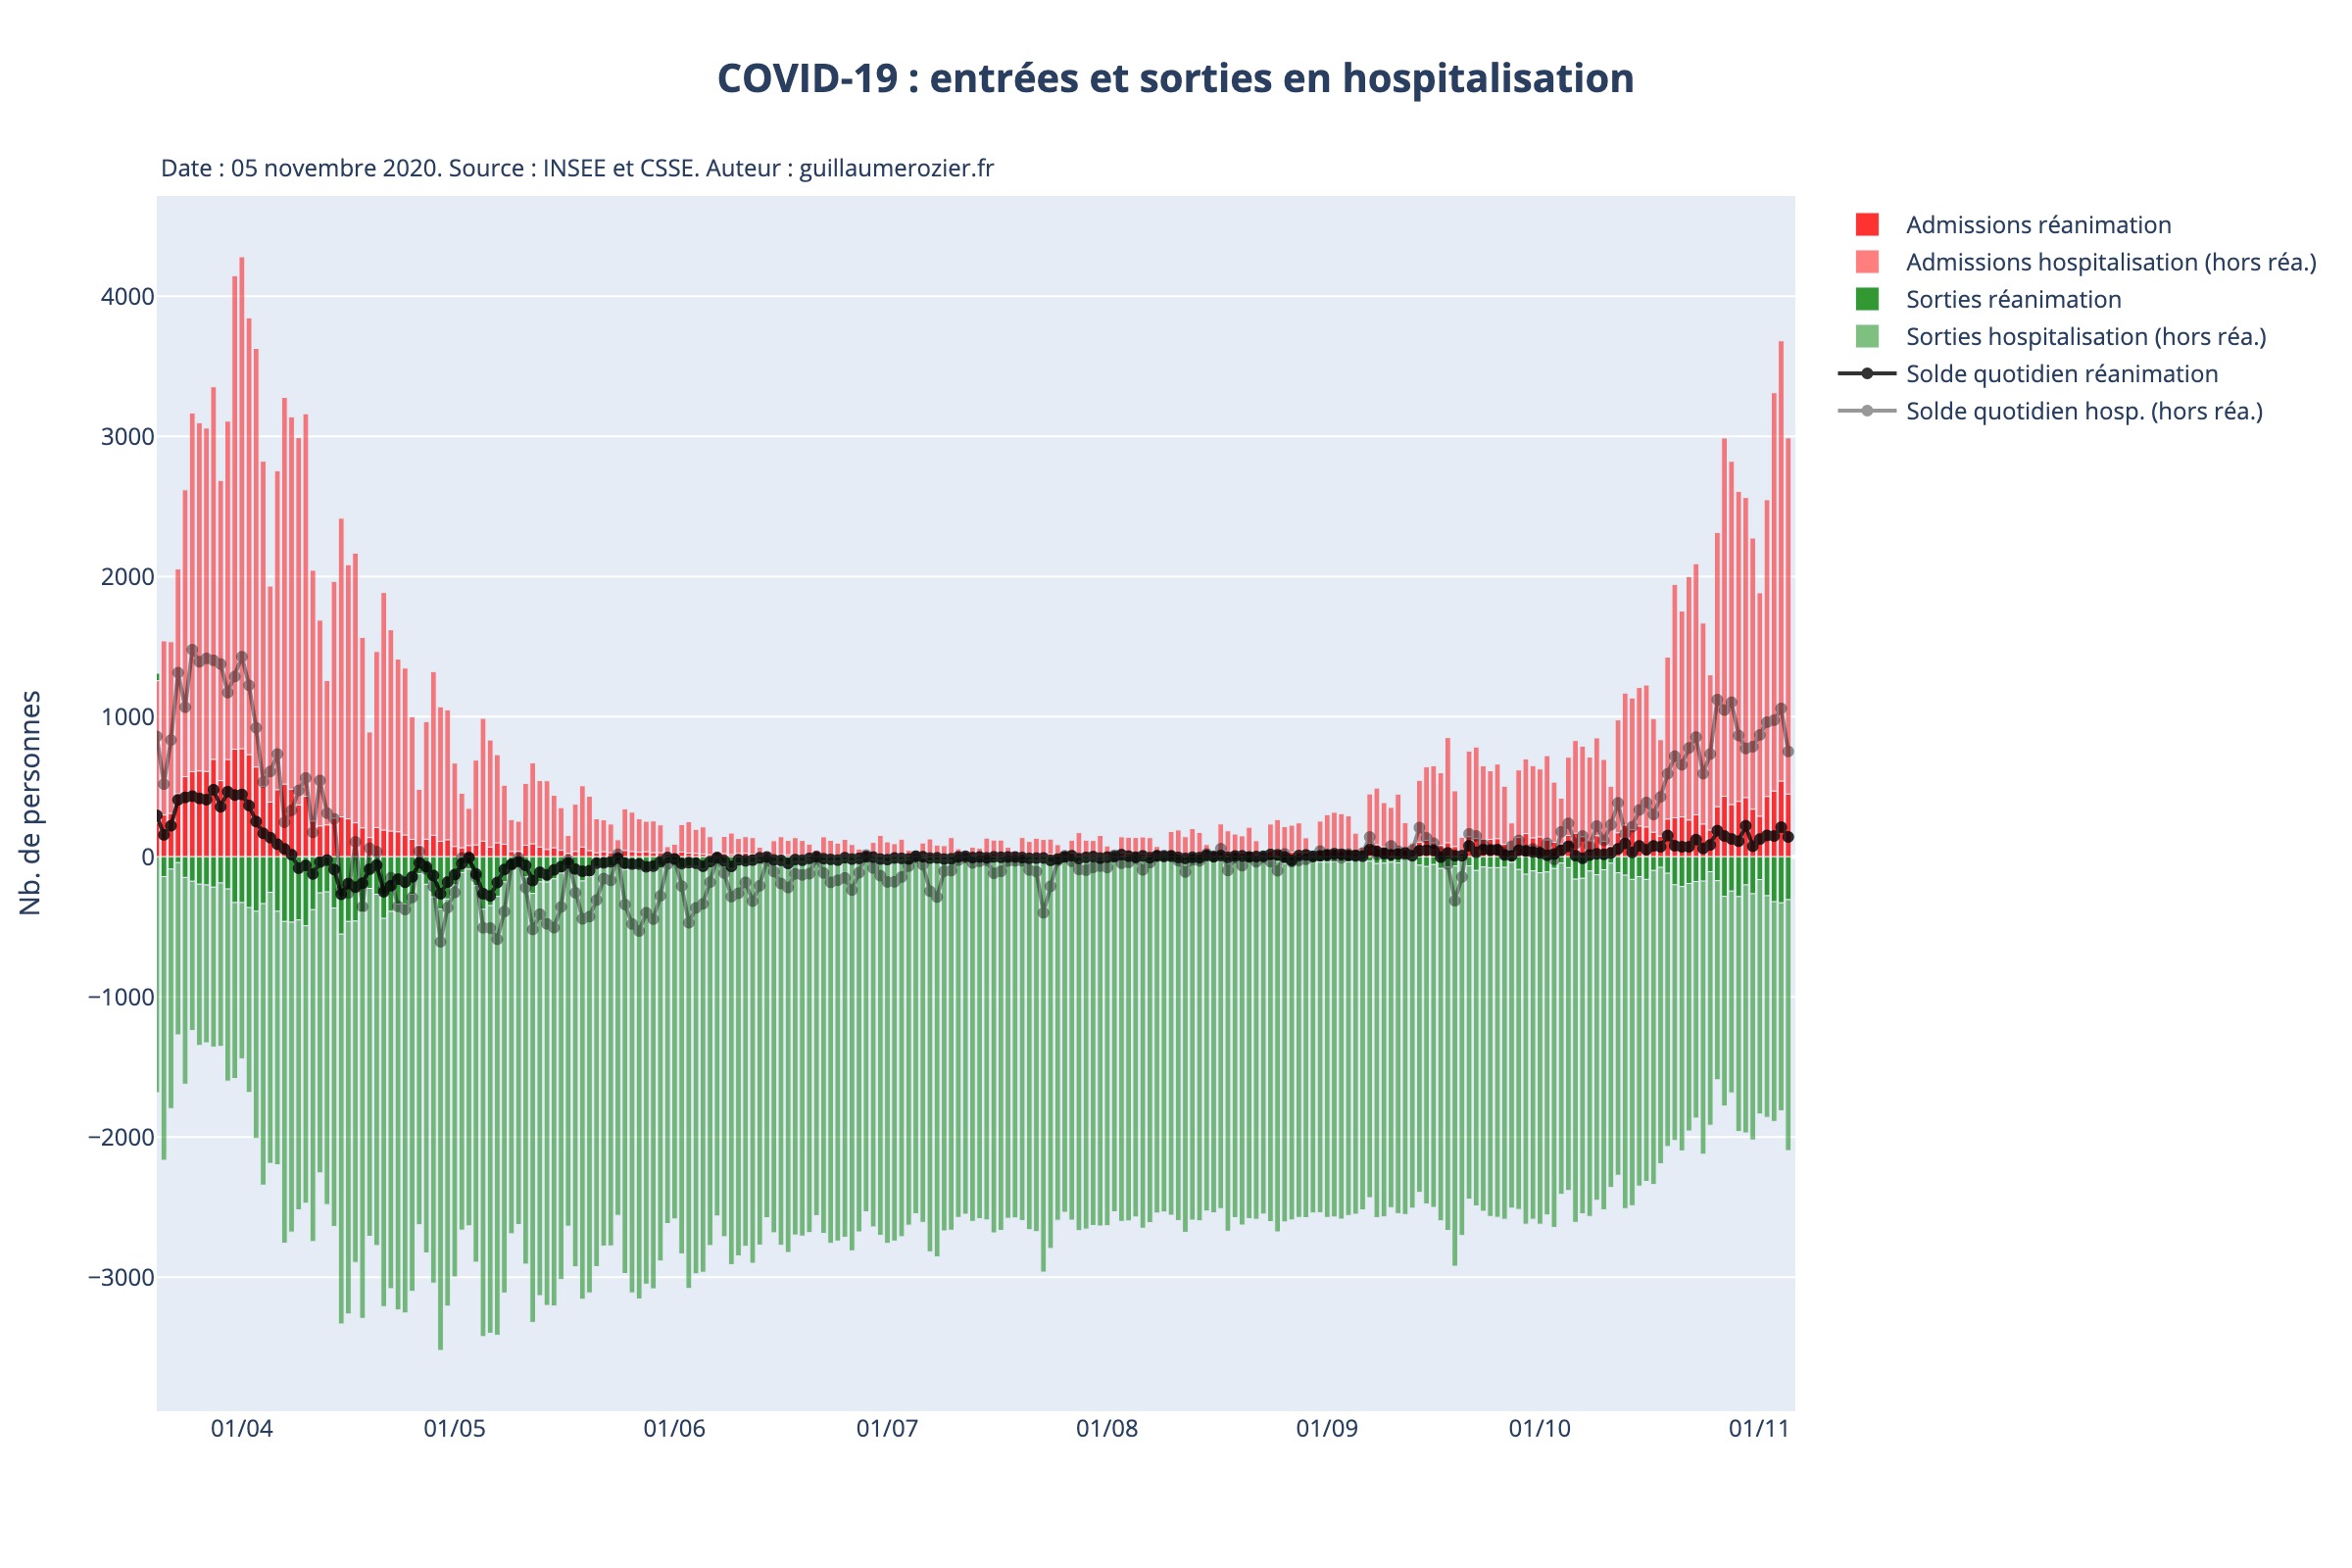 COVID-19 : entrées et sorties en hospitalisation
Date : 05 novembre 2020. Source : INSEE et CSSE. Auteur : guillaumerozier.fr
Admissions réanimation
Admissions hospitalisation (hors réa.)
Sorties réanimation
Sorties hospitalisation (hors réa.)
Solde quotidien réanimation
Solde quotidien hosp. (hors réa.)
Nb. de personnes
4000
3000
2000
1000
0
−1000
−2000
−3000
01/04 01/05 01/06 01/07 01/08 01/09 01/10 01/11